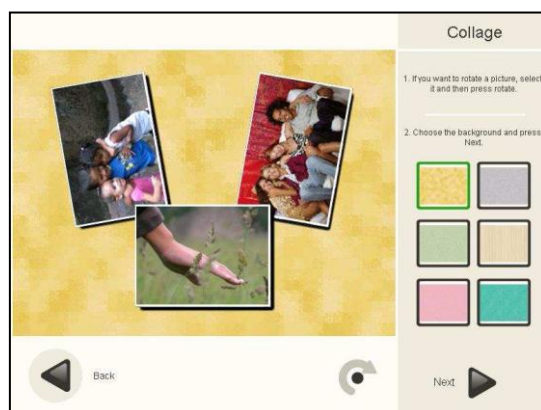 Collage
1. If you want to rotate a picture, select
it and then press rotate.
2. Choose the background and press
Next.
Back
Next